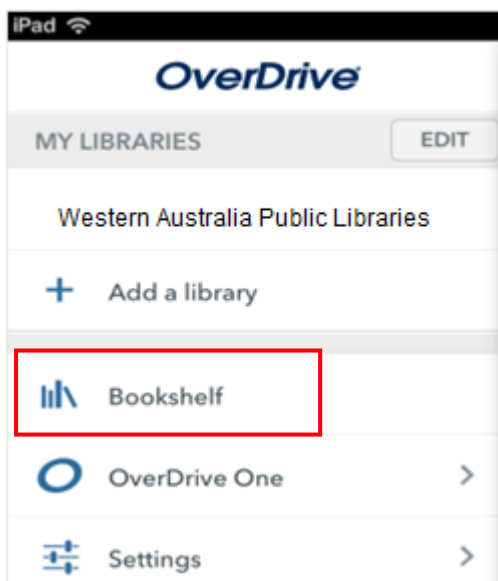 iPad
OverDrive
MY LIBRARIES EDIT
Western Australia Public Libraries
+ Add a library
Bookshelf
OverDrive One >
Settings >